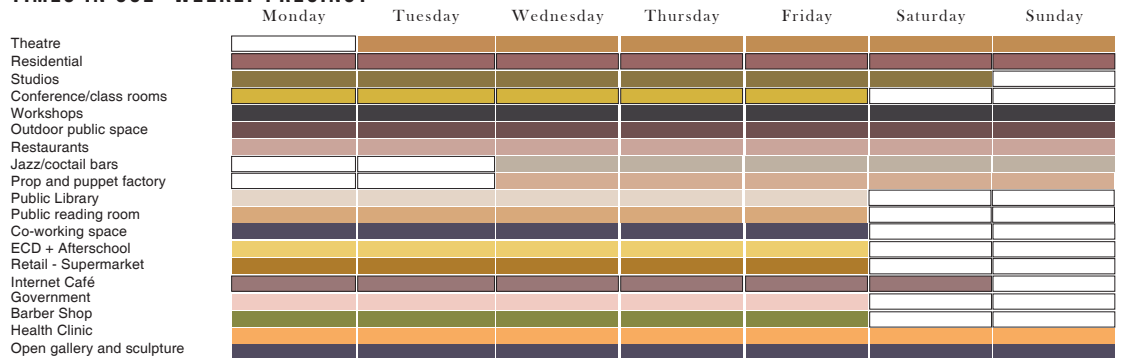 Monday Tuesday Wednesday Thursday Friday Saturday Sunday
Theatre
Residential
Studios
Conference/class rooms
Workshops
Outdoor public space
Restaurants
Jazz/coctail bars
Prop and puppet factory
Public Library
Public reading room
Co-working space
ECD + Afterschool
Retail - Supermarket
Internet Café
Government
Barber Shop
Health Clinic
Open gallery and sculpture